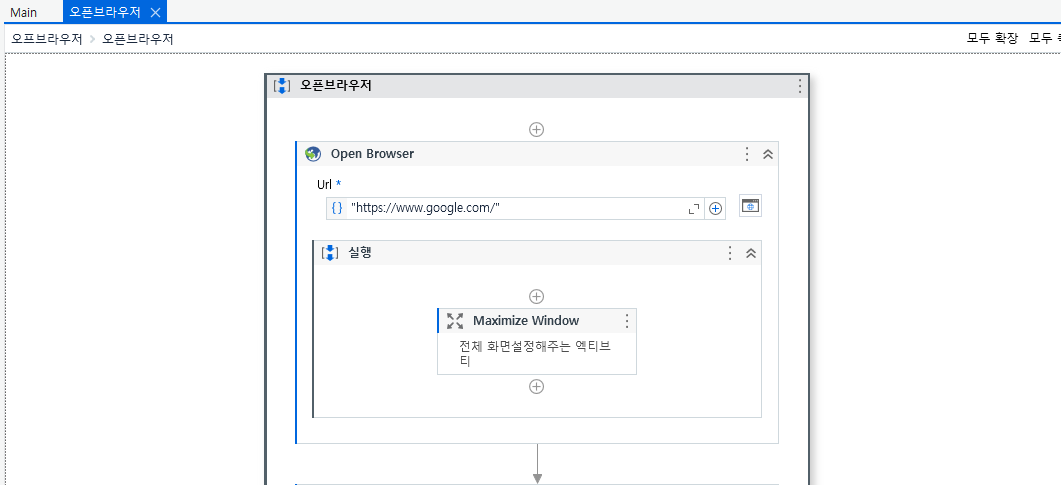 Main
오픈브라우저
오프브라우저 > 오픈브라우저
모두 확장 모두
오픈브라우저
Open Browser
Url *
"https://www.google.com/"
실행
Maximize Window
전체 화면설정해주는 엑티브
티